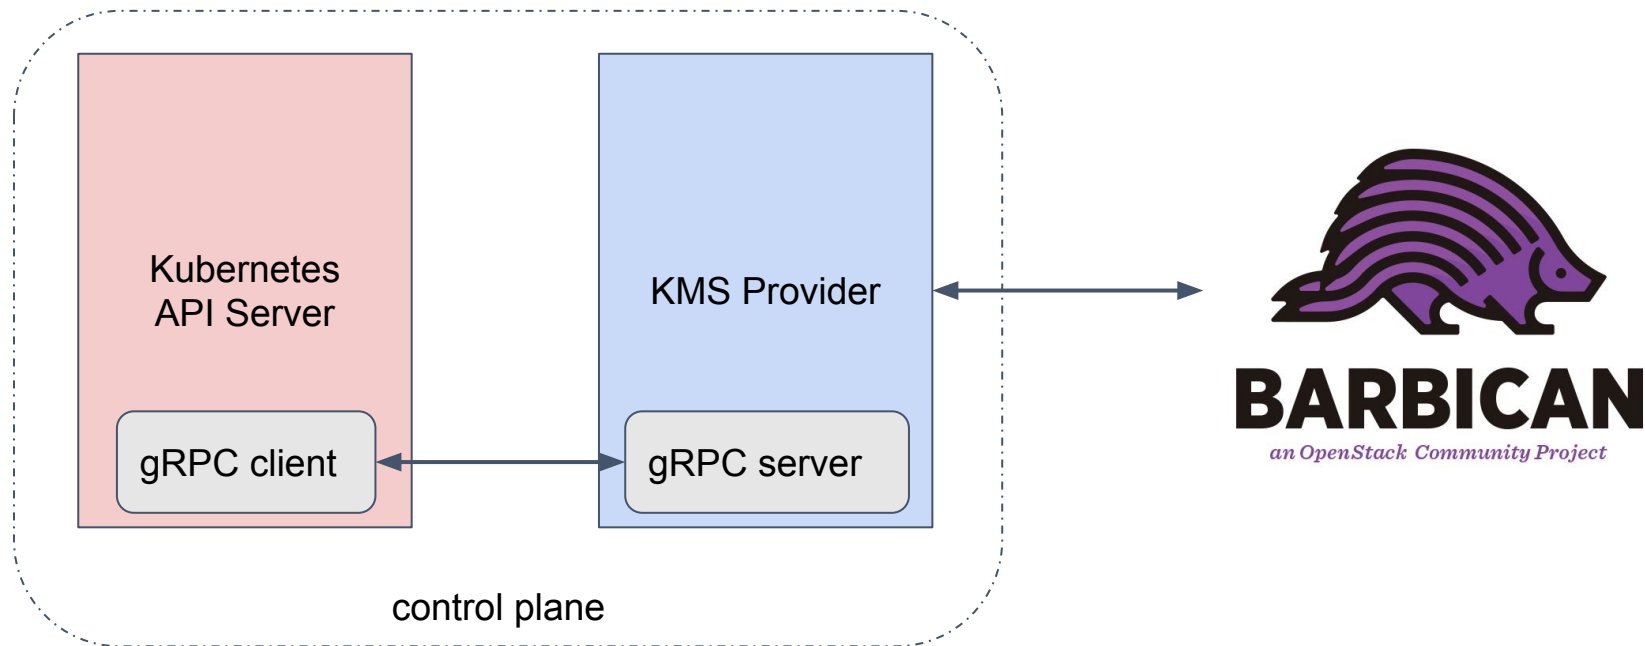 Kubernetes
API Server
KMS Provider
gRPC client
gRPC server
control plane
BARBICAN
an OpenStack Community Project